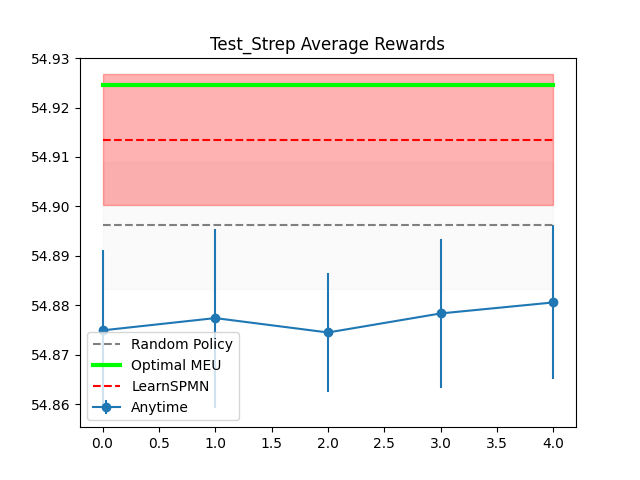 Test_Strep Average Rewards
54.93
54.92
54.91
54.90
54.89
54.88
54.87
54.86
Random Policy
Optimal MEU
LearnSPMN
Anytime
0.0 0.5 1.0 1.5 2.0 2.5 3.0 3.5 4.0